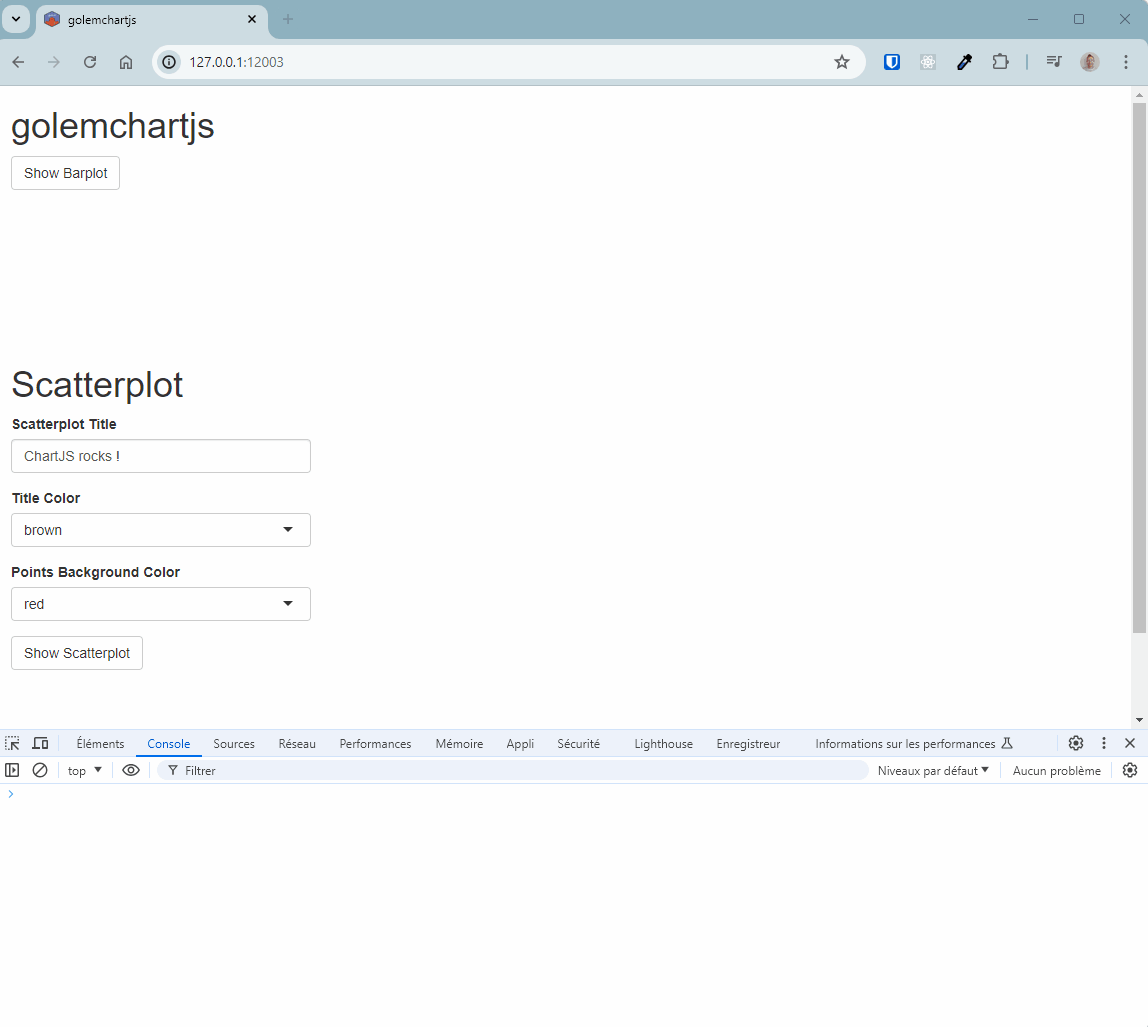 golemchartjs
127.0.0.1:12003
golemchartjs
Show Barplot
Scatterplot
Scatterplot Title
ChartJS rocks !
Title Color
brown
Points Background Color
red
Show Scatterplot
Éléments Console Sources Réseau Performances Mémoire Appli Sécurité Lighthouse Enregistreur Informations sur les performances
top Filtrer Niveaux par défaut Aucun problème